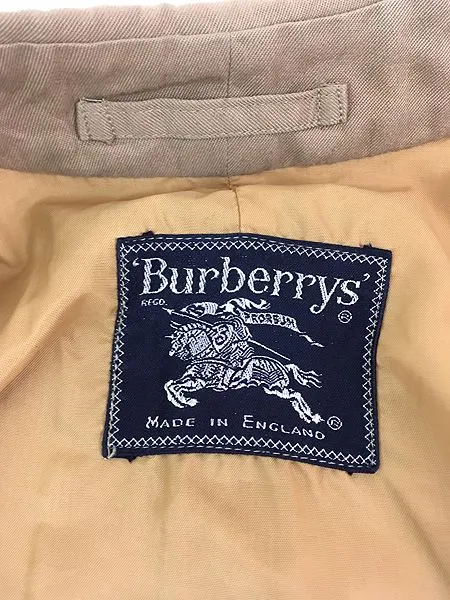 'Burberrys'
REGD.
PRORSUM
®
MADE IN ENGLAND
®